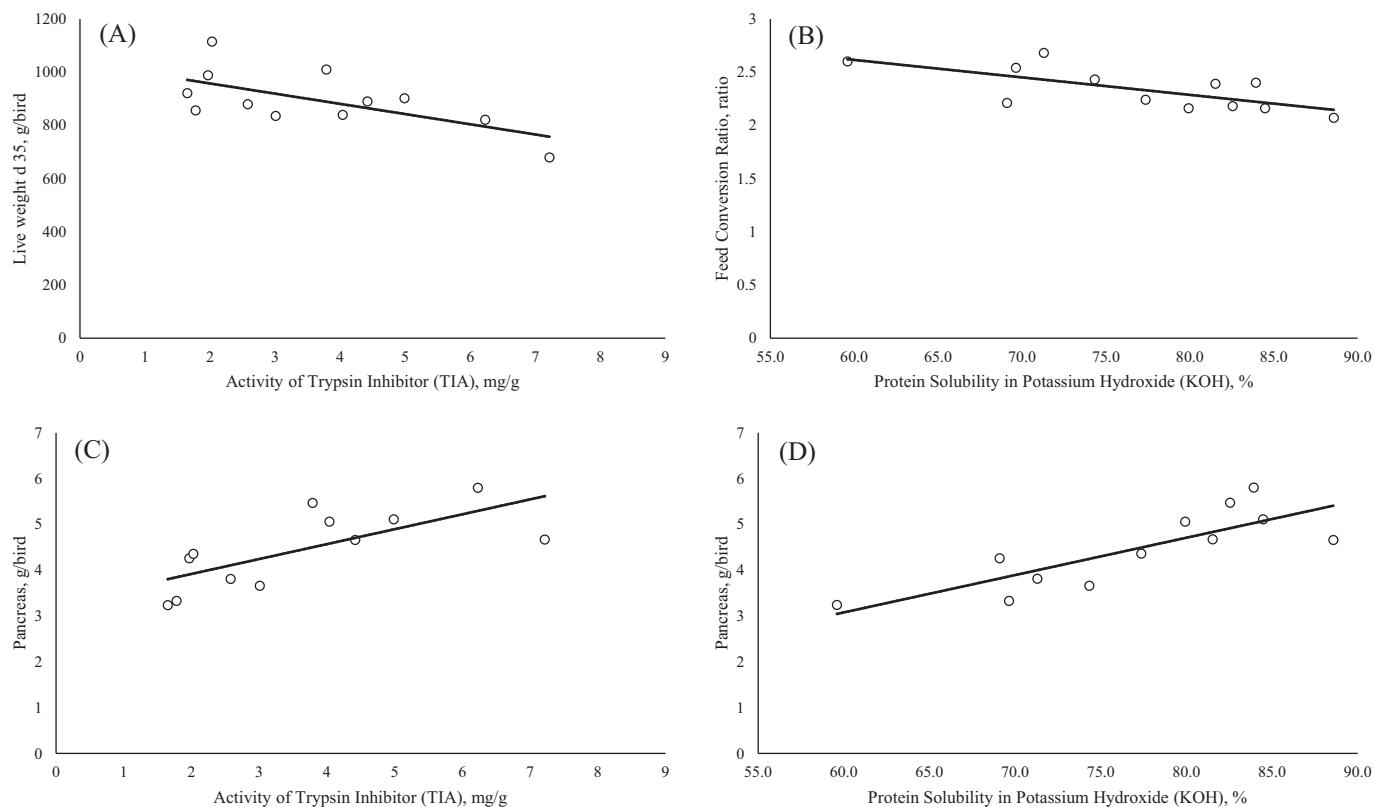 (A)
1200
1000
800
600
400
200
0
Live weight d 35, g/bird
0 1 2 3 4 5 6 7 8 9
Activity of Trypsin Inhibitor (TIA), mg/g
(B)
3
2.5
2
1.5
1
0.5
0
Feed Conversion Ratio, ratio
55.0 60.0 65.0 70.0 75.0 80.0 85.0 90.0
Protein Solubility in Potassium Hydroxide (KOH), %
(C)
7
6
5
4
3
2
1
0
Pancreas, g/bird
0 1 2 3 4 5 6 7 8 9
Activity of Trypsin Inhibitor (TIA), mg/g
(D)
7
6
5
4
3
2
1
0
Pancreas, g/bird
55.0 60.0 65.0 70.0 75.0 80.0 85.0 90.0
Protein Solubility in Potassium Hydroxide (KOH), %